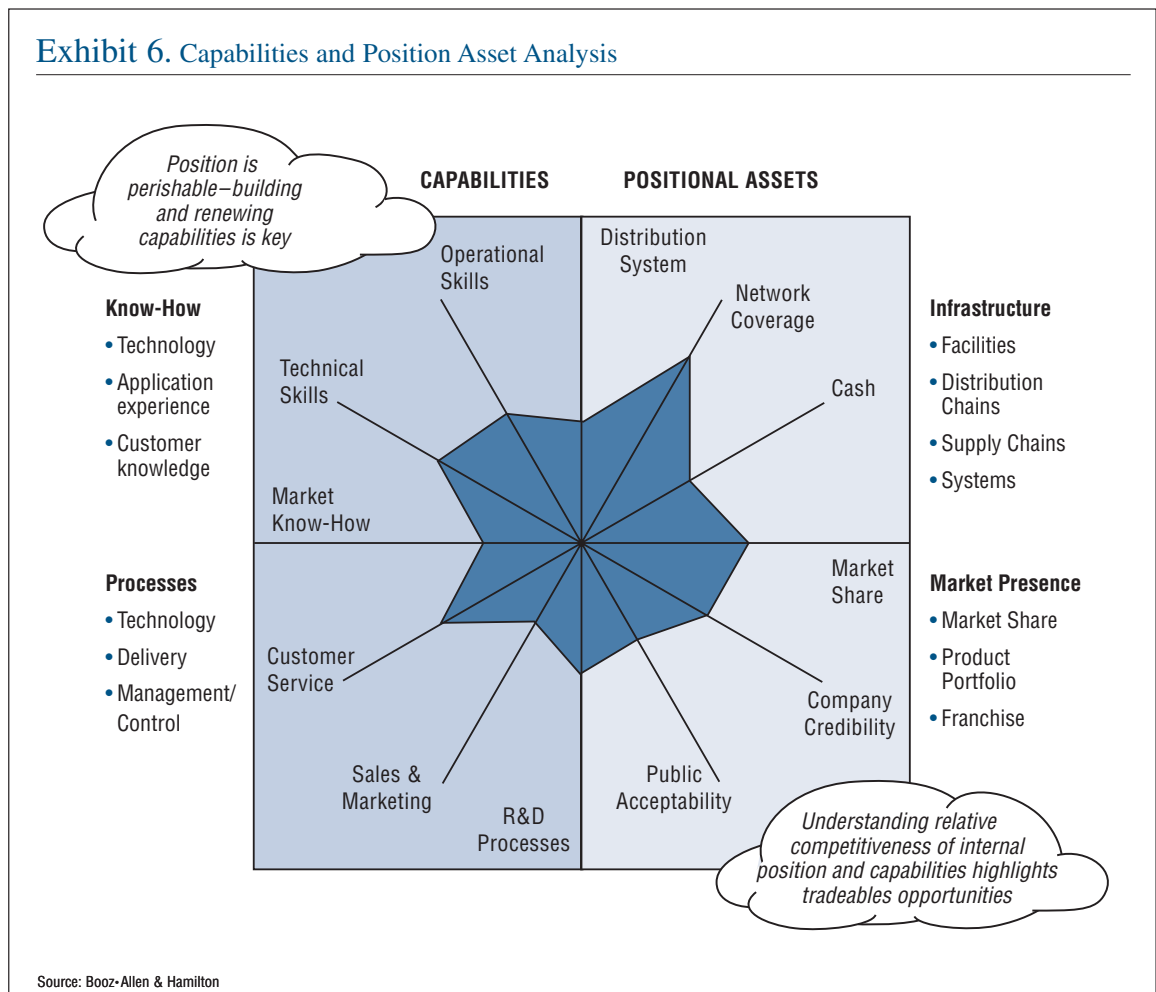 Exhibit 6. Capabilities and Position Asset Analysis
Position is
perishable–building
and renewing
capabilities is key
CAPABILITIES
POSITIONAL ASSETS
Operational
Skills
Distribution
System
Network
Coverage
Know-How
• Technology
• Application
experience
• Customer
knowledge
Technical
Skills
Cash
Infrastructure
• Facilities
• Distribution
Chains
• Supply Chains
• Systems
Market
Know-How
Processes
• Technology
• Delivery
• Management/
Control
Market
Share
Market Presence
• Market Share
• Product
Portfolio
• Franchise
Customer
Service
Company
Credibility
Sales &
Marketing
R&D
Processes
Public
Acceptability
Understanding relative
competitiveness of internal
position and capabilities highlights
tradeables opportunities
Source: Booz•Allen & Hamilton